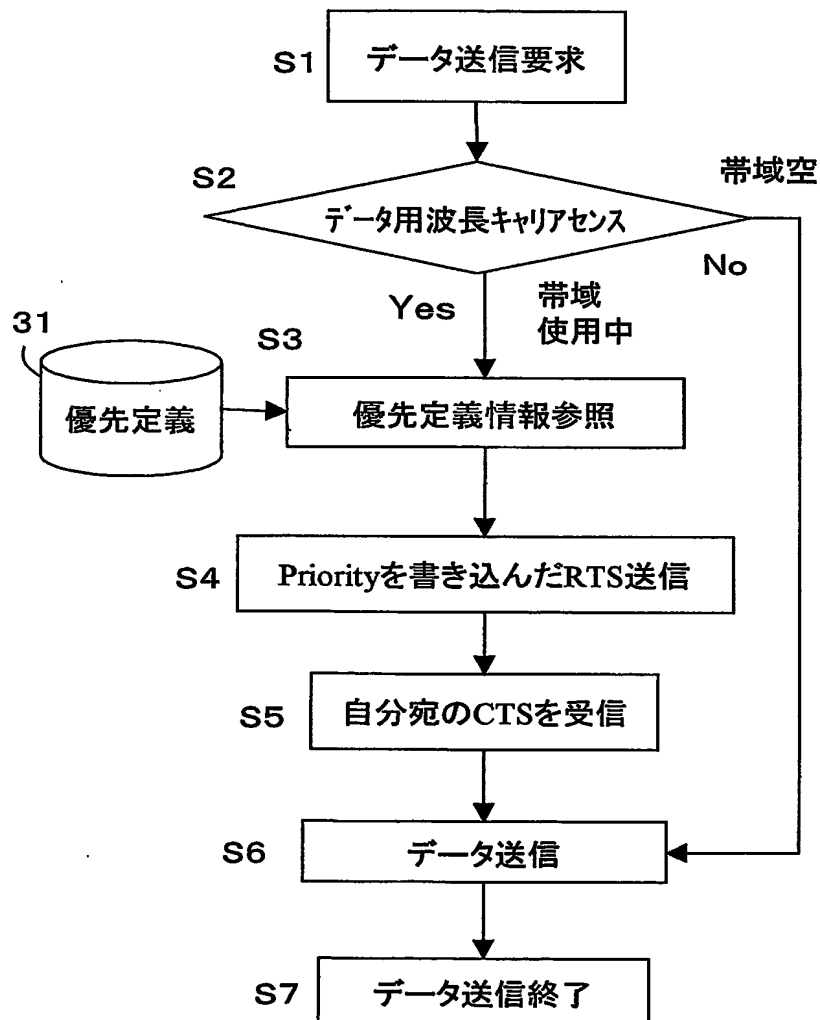 S1
データ送信要求
S2
帯域空
データ用波長キャリアセンス
No
Yes
帯域
使用中
31
S3
優先定義
優先定義情報参照
S4
Priorityを書き込んだRTS送信
S5
自分宛のCTSを受信
S6
データ送信
S7
データ送信終了